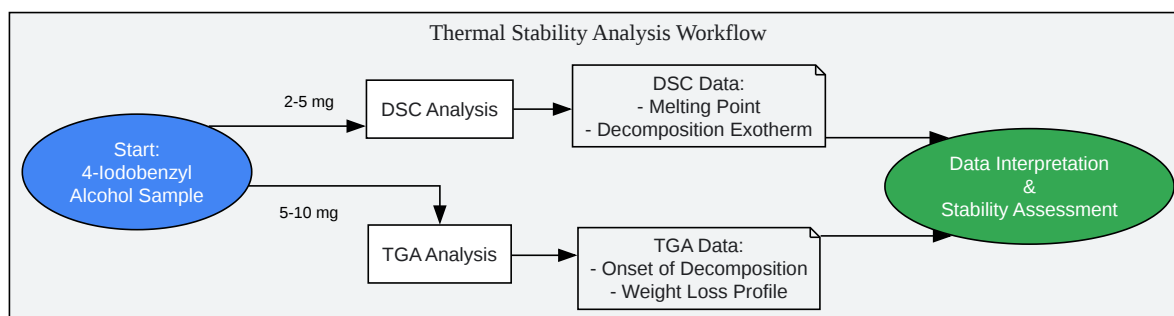 Thermal Stability Analysis Workflow
Start:
4-Iodobenzyl
Alcohol Sample
2-5 mg
DSC Analysis
DSC Data:
- Melting Point
- Decomposition Exotherm
5-10 mg
TGA Analysis
TGA Data:
- Onset of Decomposition
- Weight Loss Profile
Data Interpretation
&
Stability Assessment